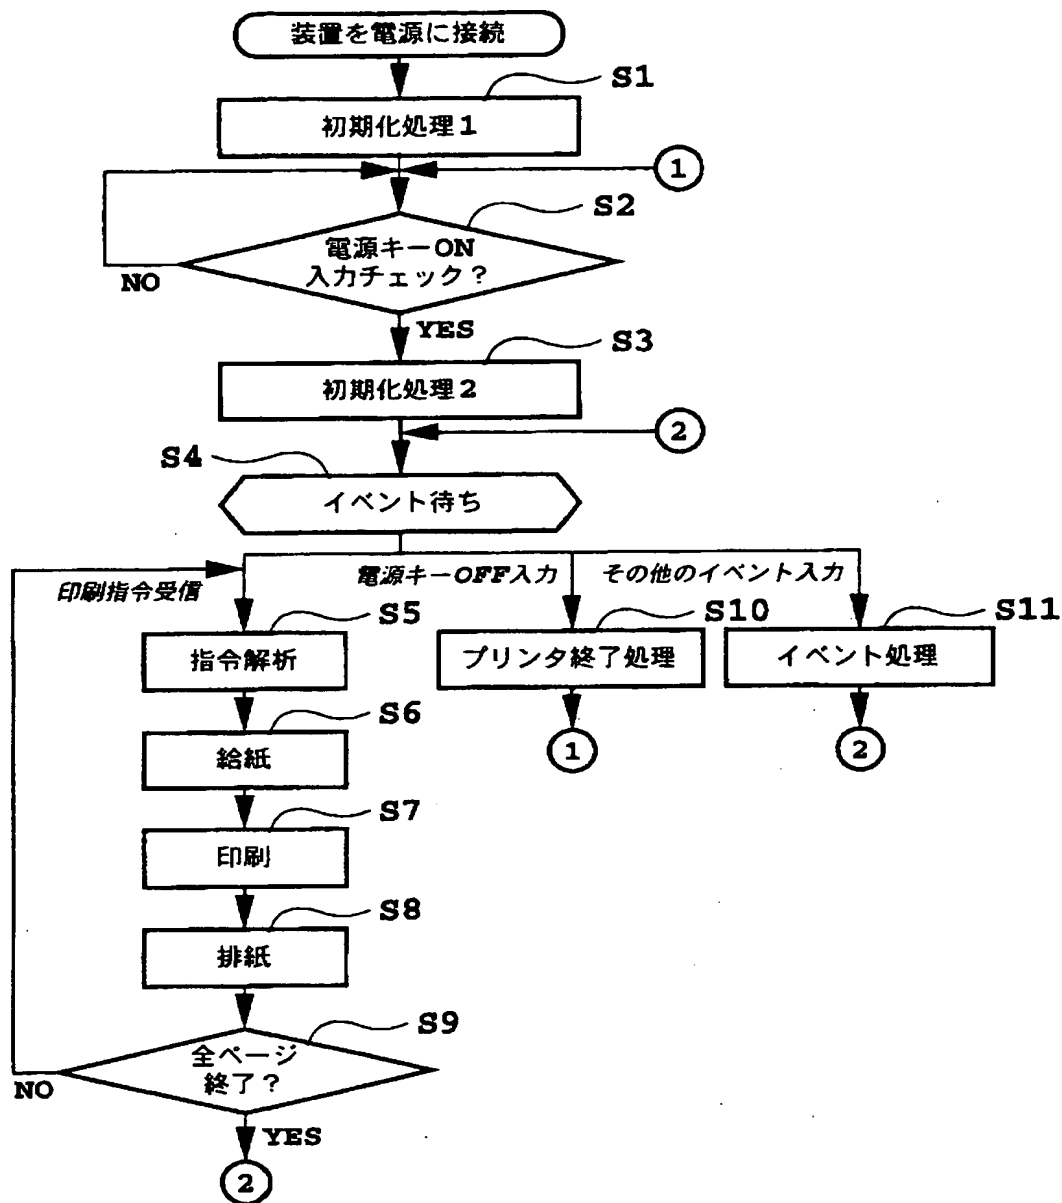 装置を電源に接続
S1
初期化処理1
1
S2
電源キーON
入力チェック?
NO
YES
S3
初期化処理2
2
S4
イベント待ち
印刷指令受信
電源キーOFF入力
その他のイベント入力
S5
指令解析
S10
プリンタ終了処理
S11
イベント処理
S6
給紙
1
2
S7
印刷
S8
排紙
S9
全ページ
終了?
NO
YES
2